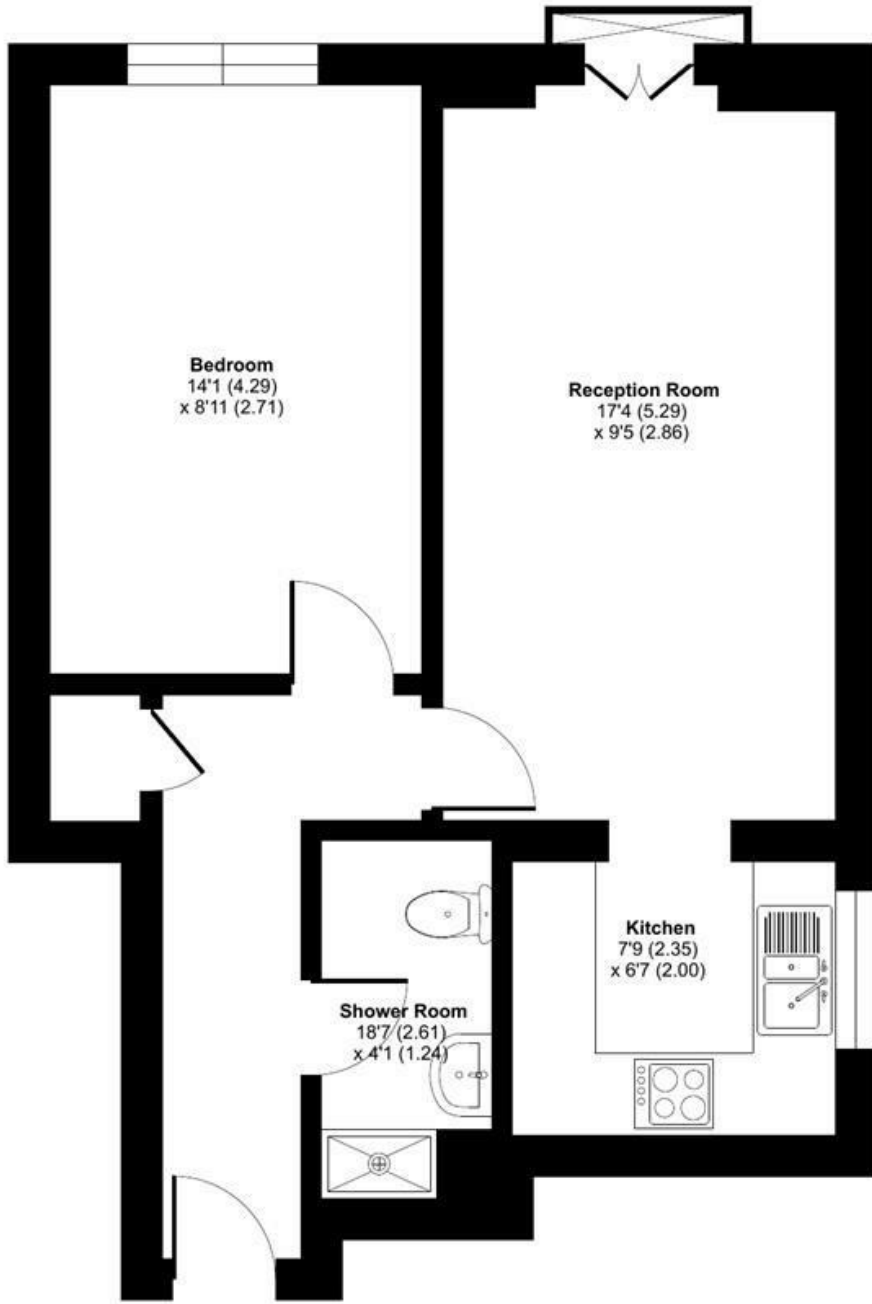 Bedroom
14'1 (4.29)
x 8'11 (2.71)
Reception Room
17'4 (5.29)
x 9'5 (2.86)
Kitchen
7'9 (2.35)
x 6'7 (2.00)
Shower Room
18'7 (2.61)
x 4'1 (1.24)